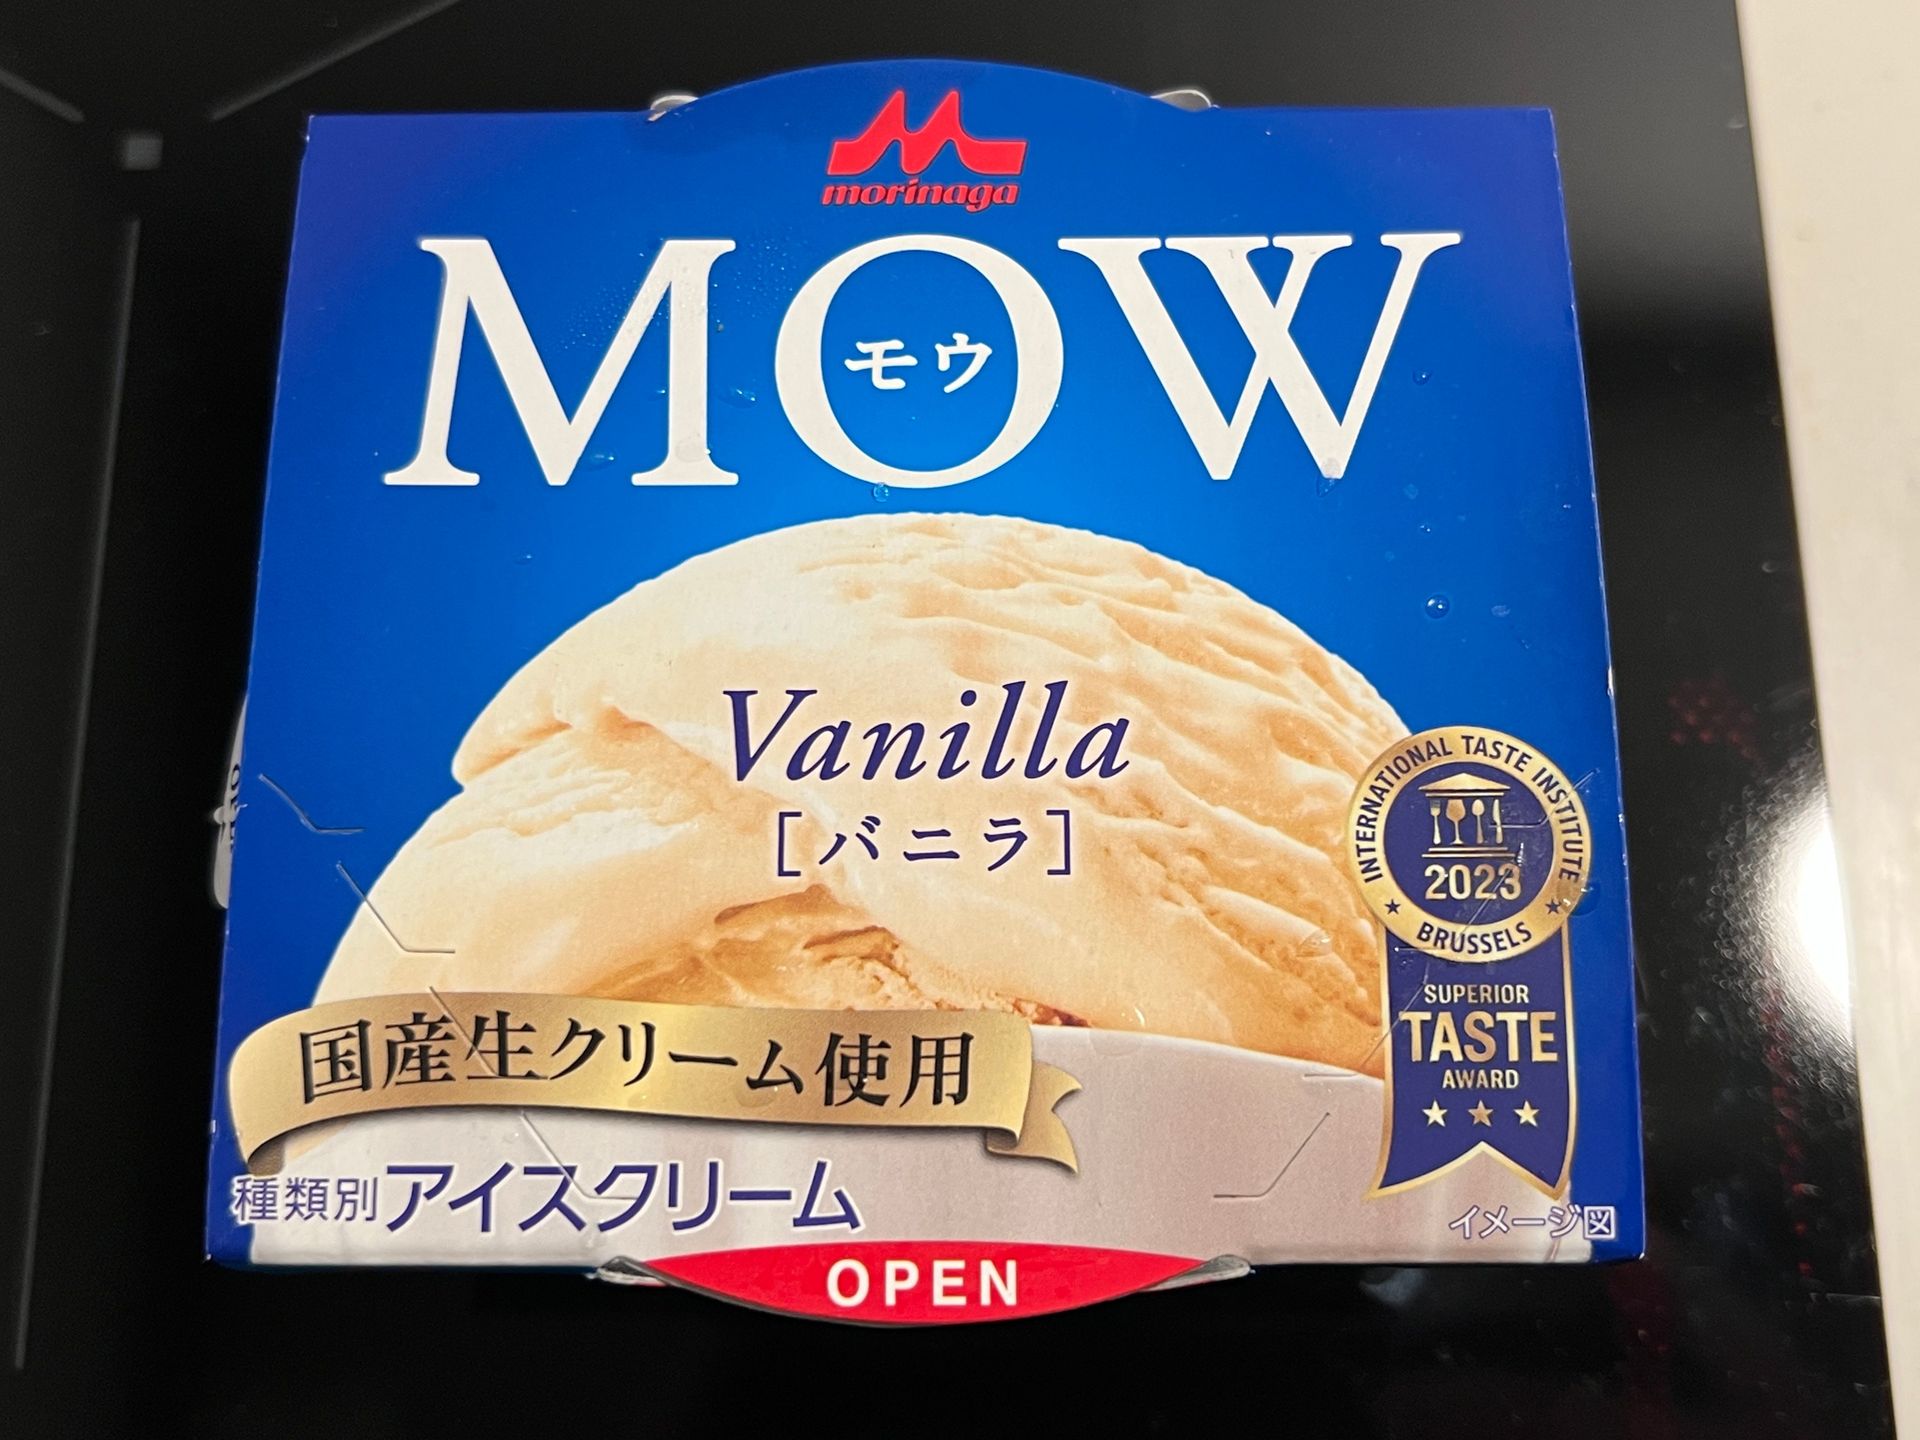 morinaga
MOW
モウ
Vanilla
[バニラ]
INTERNATIONAL TASTE INSTITUTE
2023
★ BRUSSELS ★
SUPERIOR
TASTE
AWARD
★ ★ ★
国産生クリーム使用
種類別アイスクリーム
イメージ図
OPEN